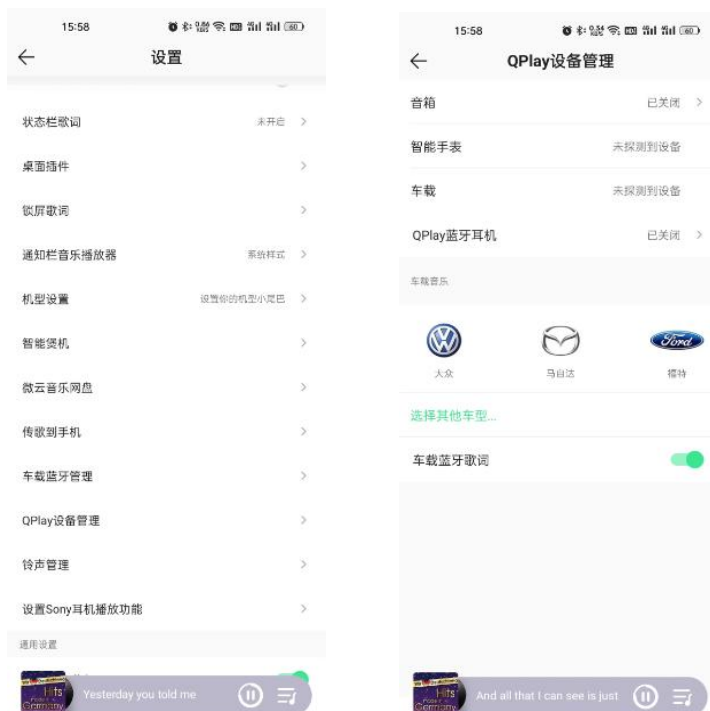 15:58
60
设置
状态栏歌词
未开启
桌面插件
锁屏歌词
通知栏音乐播放器
系统样式
机型设置
设置你的机型小尾巴
智能煲机
微云音乐网盘
传歌到手机
车载蓝牙管理
QPlay设备管理
铃声管理
设置Sony耳机播放功能
通用设置
Hits
Germany
Yesterday you told me
15:58
60
QPlay设备管理
音箱
已关闭
智能手表
未探测到设备
车载
未探测到设备
QPlay蓝牙耳机
已关闭
车载音乐
Ford
大众
马自达
福特
选择其他车型...
车载蓝牙歌词
Hits
Germany
And all that I can see is just